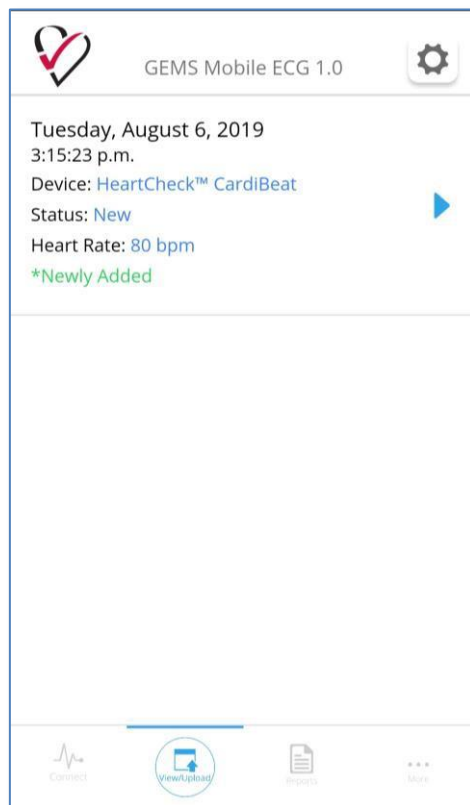 GEMS Mobile ECG 1.0
Tuesday, August 6, 2019
3:15:23 p.m.
Device: HeartCheck™ CardiBeat
Status: New
Heart Rate: 80 bpm
*Newly Added
Connect
View/Upload
Reports
More